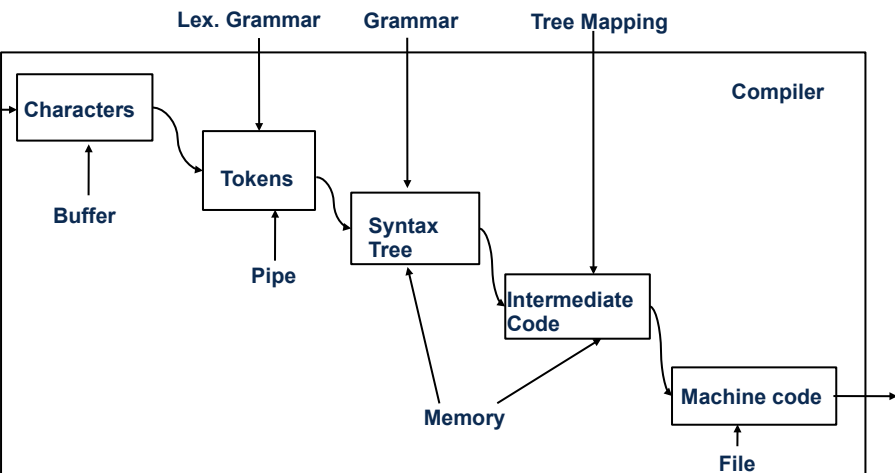 Lex. Grammar
Grammar
Tree Mapping
Compiler
Characters
Tokens
Buffer
Syntax
Tree
Pipe
Intermediate
Code
Machine code
Memory
File